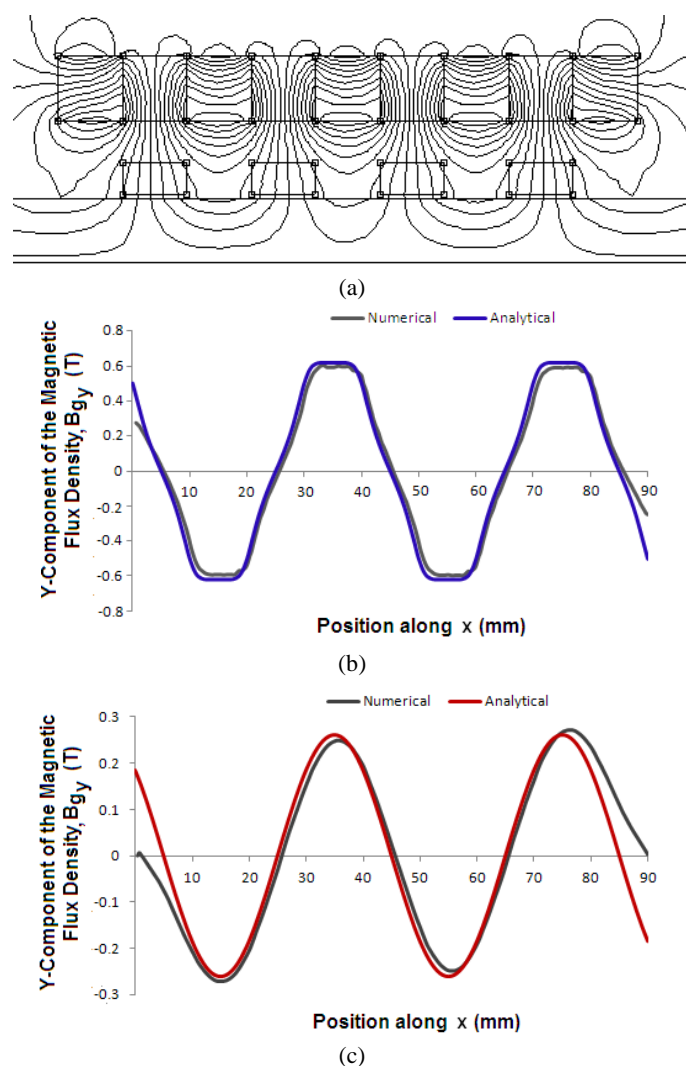 (a)
Numerical Analytical
Y-Component of the Magnetic
Flux Density, Bgy (T)
0.8
0.6
0.4
0.2
0
-0.2
-0.4
-0.6
-0.8
10 20 30 40 50 60 70 80 90
Position along x (mm)
(b)
Numerical Analytical
Y-Component of the Magnetic
Flux Density, Bgy (T)
0.3
0.2
0.1
0
-0.1
-0.2
-0.3
10 20 30 40 50 60 70 80 90
Position along x (mm)
(c)